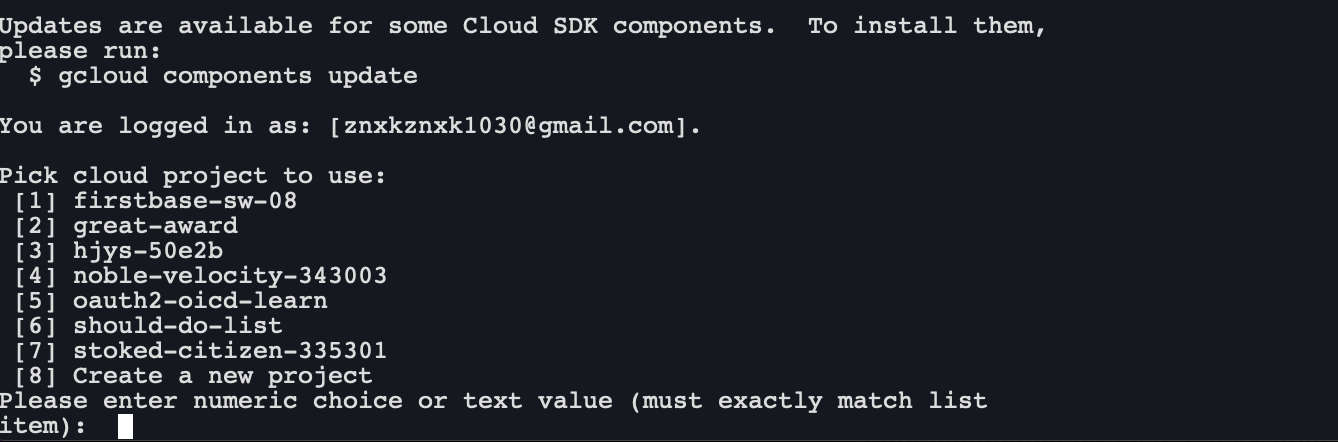 Updates are available for some Cloud SDK components.  To install them,
please run:
  $ gcloud components update
You are logged in as: [znxkznxk1030@gmail.com].
Pick cloud project to use:
 [1] firstbase-sw-08
 [2] great-award
 [3] hjys-50e2b
 [4] noble-velocity-343003
 [5] oauth2-oicd-learn
 [6] should-do-list
 [7] stoked-citizen-335301
 [8] Create a new project
Please enter numeric choice or text value (must exactly match list
item):